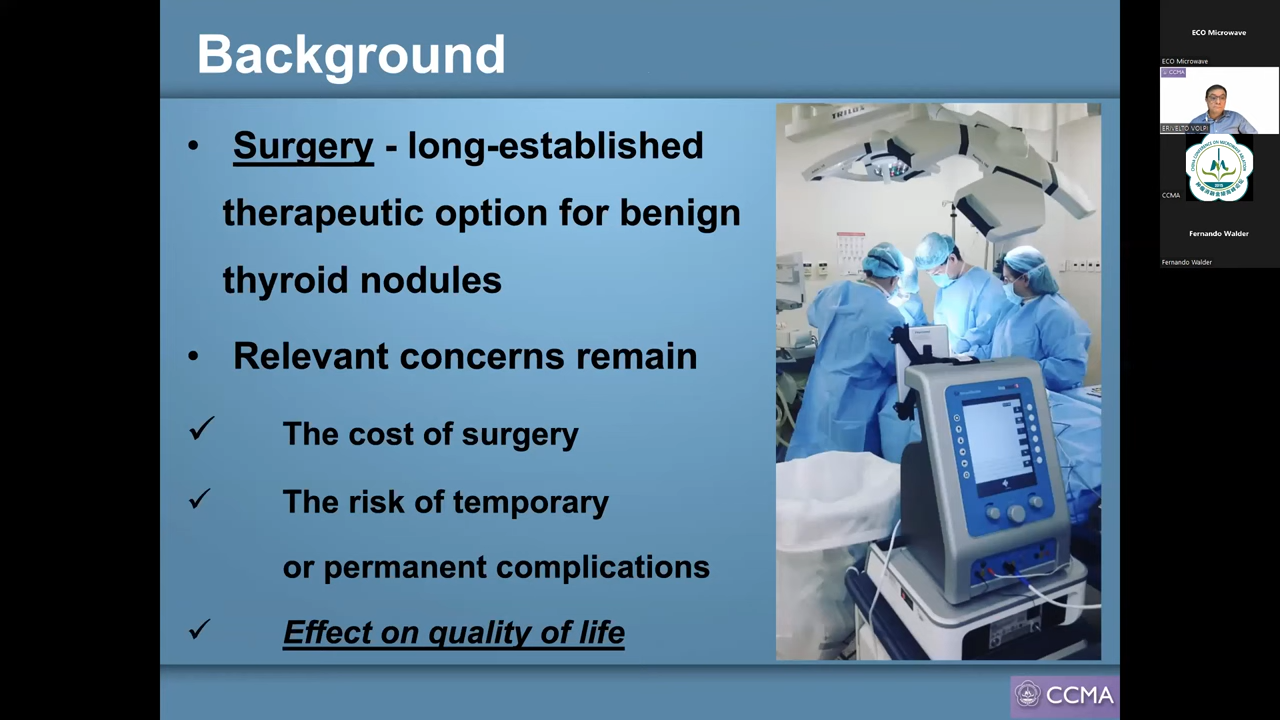 Background
• Surgery - long-established
therapeutic option for benign
thyroid nodules
• Relevant concerns remain
✓ The cost of surgery
✓ The risk of temporary
or permanent complications
✓ Effect on quality of life
TRILUX
CCMA
ECO Microwave
ECO Microwave
CCMA
ERIVELTO VOLPI
CCMA
Fernando Walder
Fernando Walder